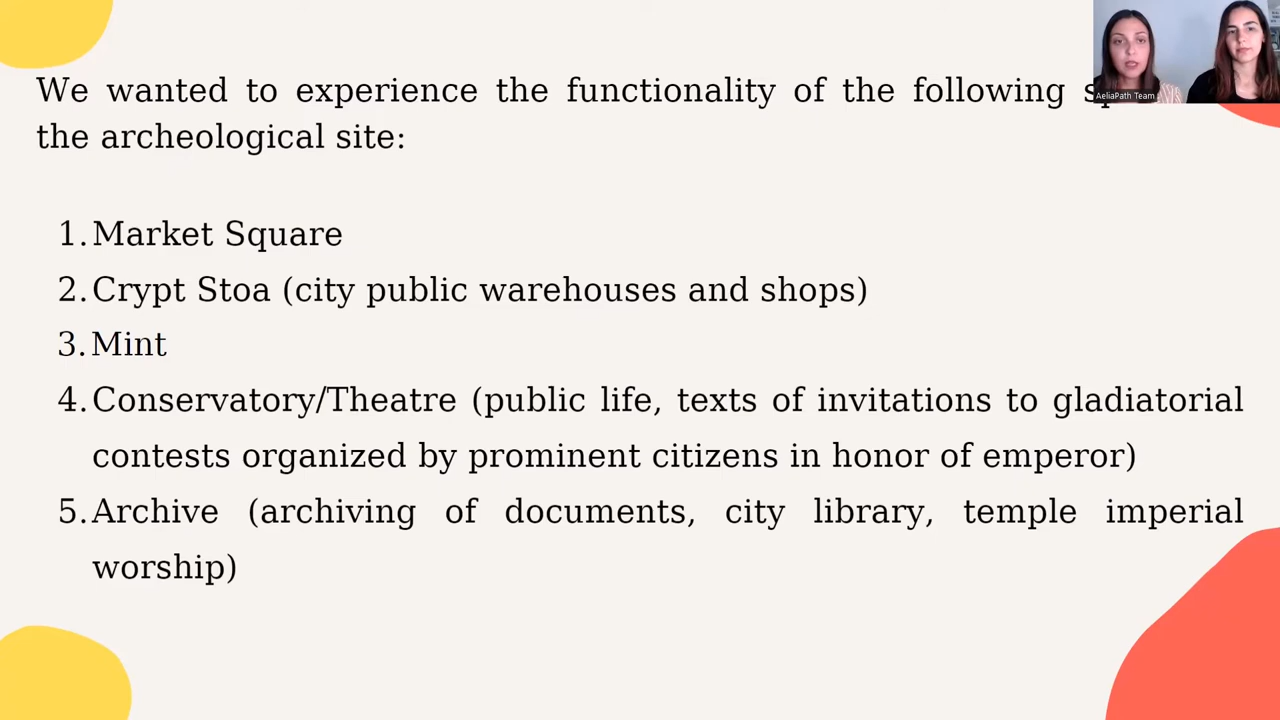 We wanted to experience the functionality of the following
the archeological site:
1. Market Square
2. Crypt Stoa (city public warehouses and shops)
3. Mint
4. Conservatory/Theatre (public life, texts of invitations to gladiatorial
contests organized by prominent citizens in honor of emperor)
5. Archive (archiving of documents, city library, temple imperial
worship)
AeliaPath Team